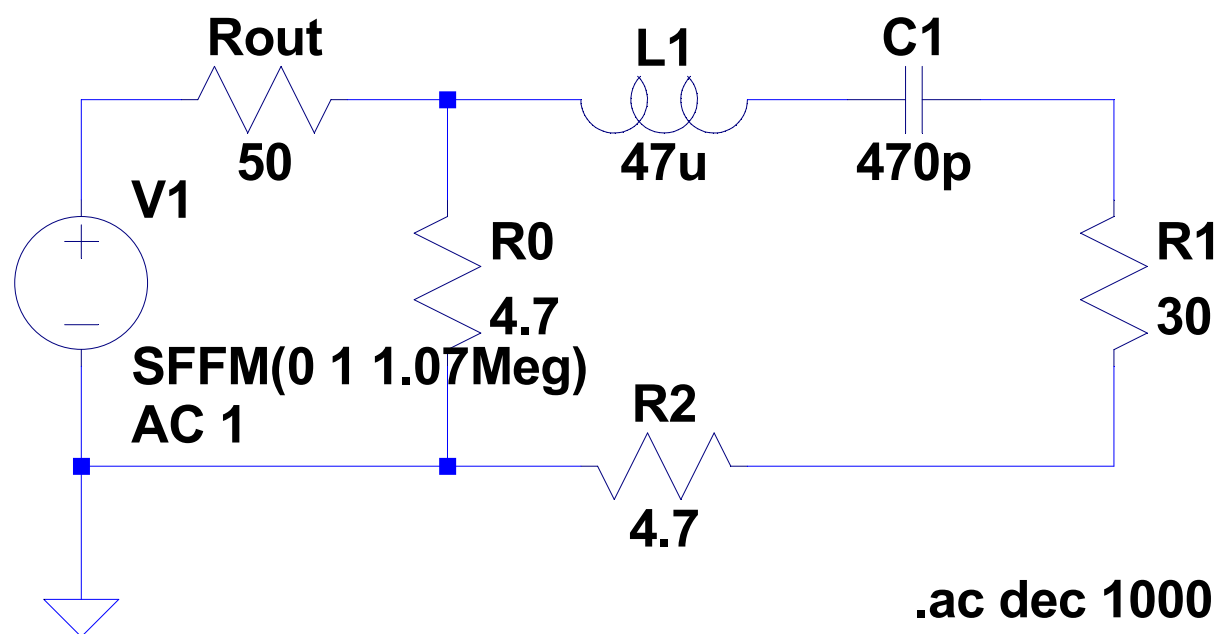 Rout
50
L1
47u
C1
470p
V1
R0
4.7
R1
30
SFFM(0 1 1.07Meg)
AC 1
R2
4.7
.ac dec 1000